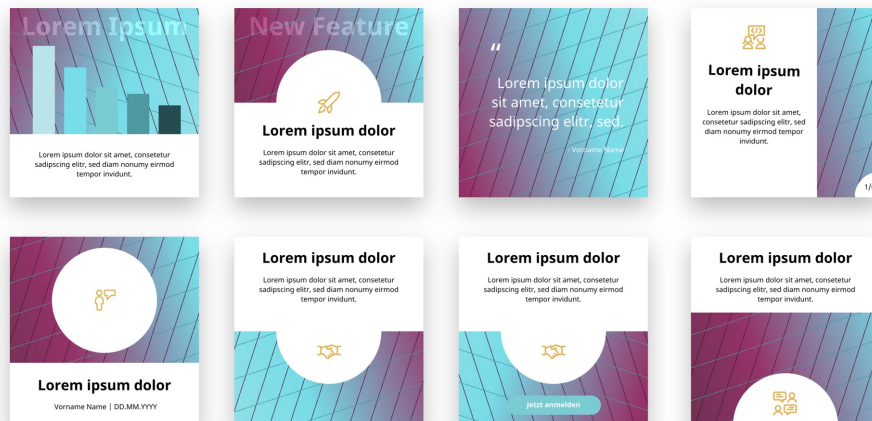 Lorem Ipsum
Lorem ipsum dolor sit amet, consetetur
sadipscing elitr, sed diam nonumy eirmod
tempor invidunt.
New Feature
Lorem ipsum dolor
Lorem ipsum dolor sit amet, consetetur
sadipscing elitr, sed diam nonumy eirmod
tempor invidunt.
“
Lorem ipsum dolor
sit amet, consetetur
sadipscing elitr, sed.
- Vorname Name
</>
Lorem ipsum
dolor
Lorem ipsum dolor sit amet,
consetetur sadipscing elitr, sed
diam nonumy eirmod tempor
invidunt.
1/
Lorem ipsum dolor
Vorname Name | DD.MM.YYYY
Lorem ipsum dolor
Lorem ipsum dolor sit amet, consetetur
sadipscing elitr, sed diam nonumy eirmod
tempor invidunt.
Lorem ipsum dolor
Lorem ipsum dolor sit amet, consetetur
sadipscing elitr, sed diam nonumy eirmod
tempor invidunt.
Jetzt anmelden
Lorem ipsum dolor
Lorem ipsum dolor sit amet, consetetur
sadipscing elitr, sed diam nonumy eirmod
tempor invidunt.